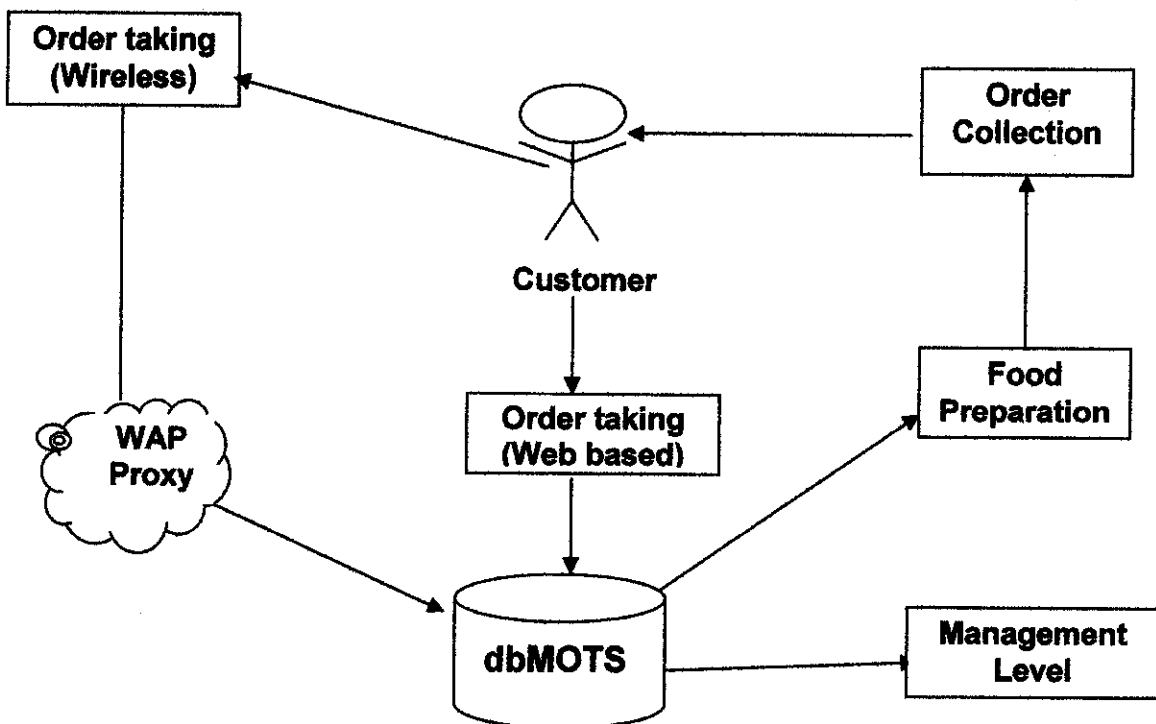 Order taking
(Wireless)
Order
Collection
Customer
Food
Preparation
Order taking
(Web based)
WAP
Proxy
dbMOTS
Management
Level